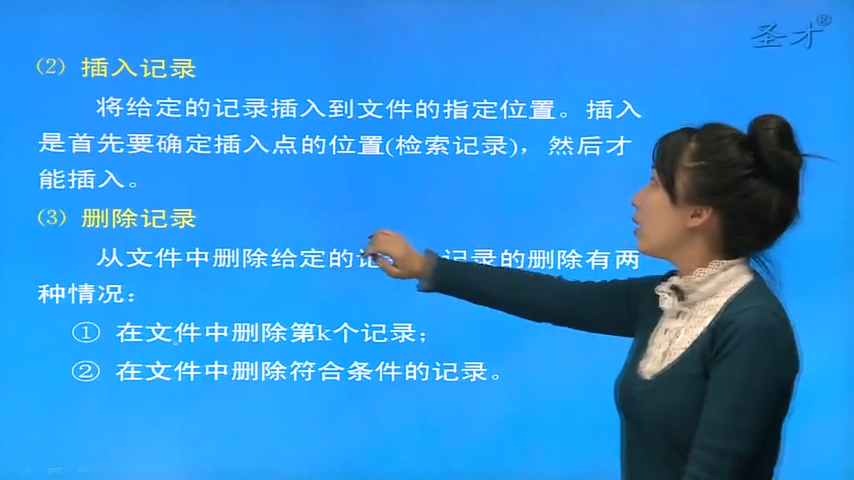 圣才®
(2) 插入记录
将给定的记录插入到文件的指定位置。插入
是首先要确定插入点的位置(检索记录)，然后才
能插入。
(3) 删除记录
从文件中删除给定的记 记录的删除有两
种情况：
① 在文件中删除第k个记录；
② 在文件中删除符合条件的记录。